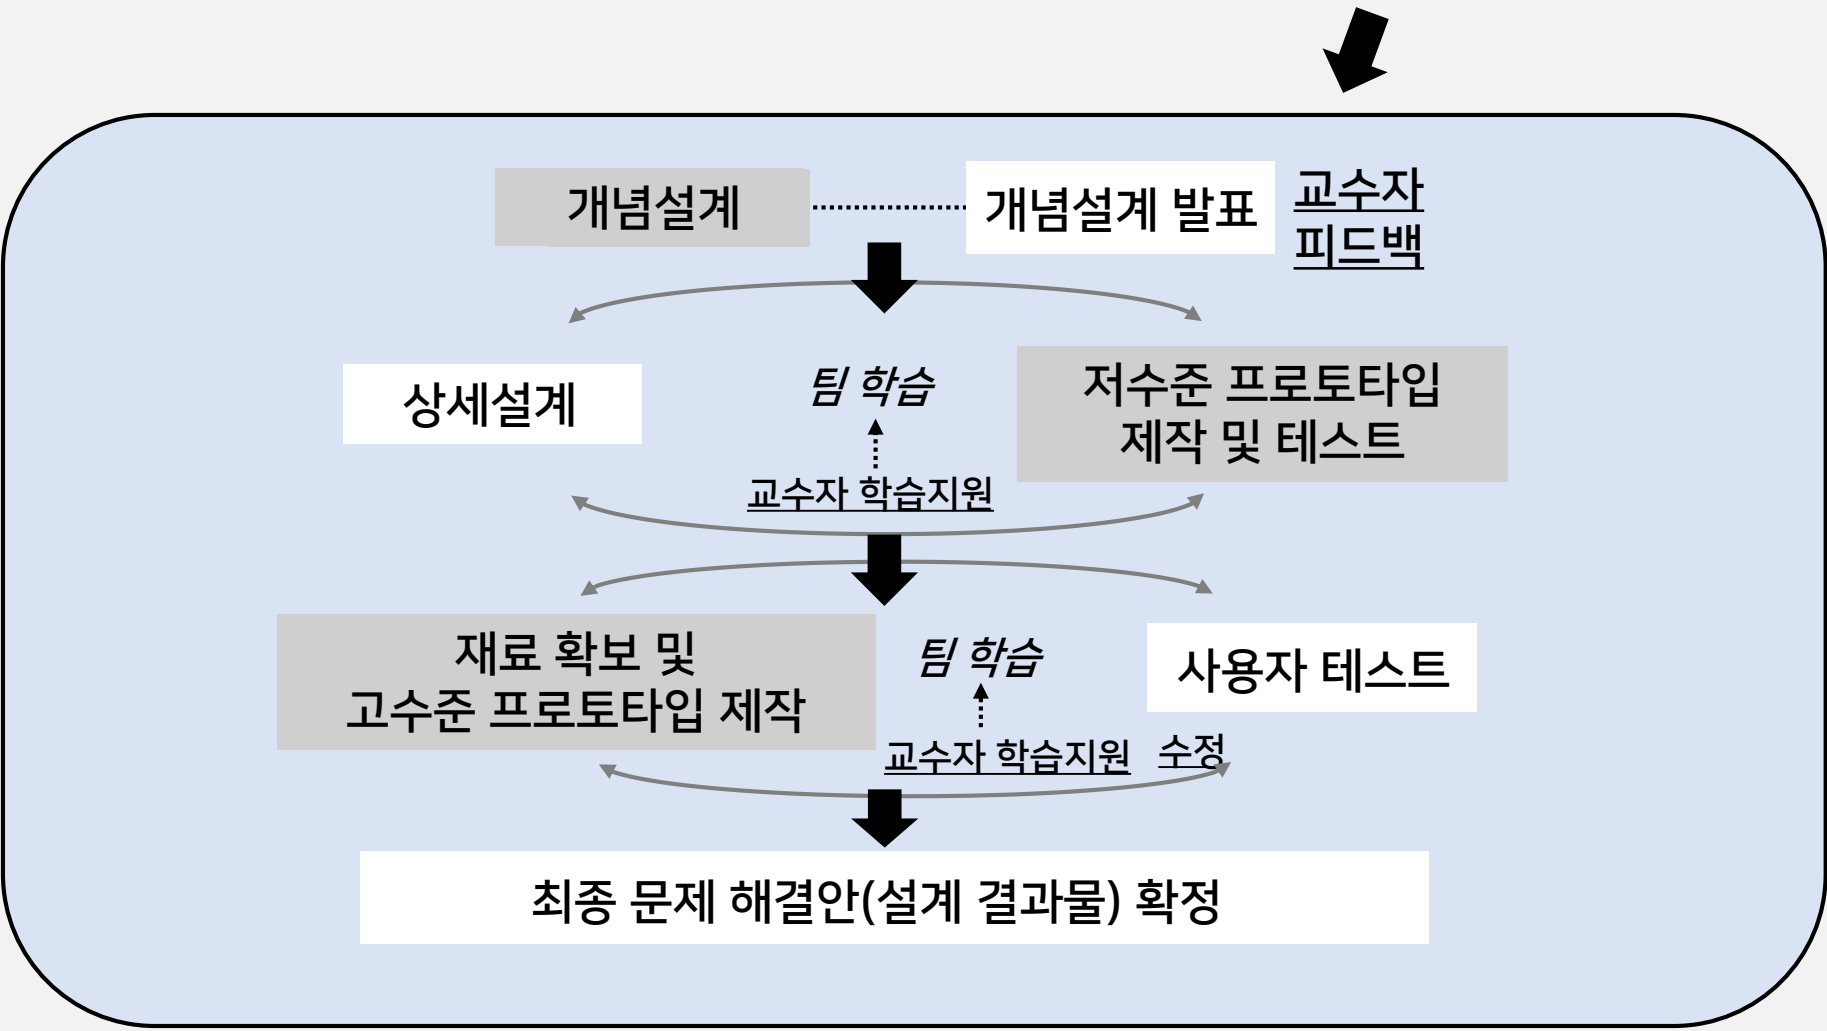 개념설계
개념설계 발표
교수자
피드백
상세설계
팀 학습
저수준 프로토타입
제작 및 테스트
교수자 학습지원
재료 확보 및
고수준 프로토타입 제작
팀 학습
사용자 테스트
교수자 학습지원
수정
최종 문제 해결안(설계 결과물) 확정